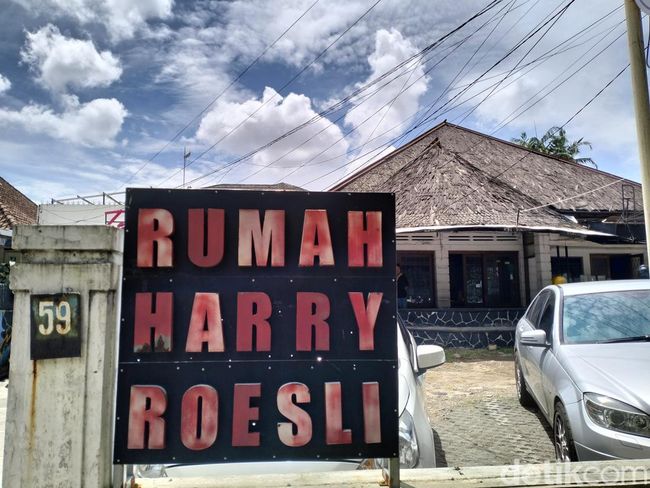 RUMAH
HARRY
ROESLI
59
detikcom